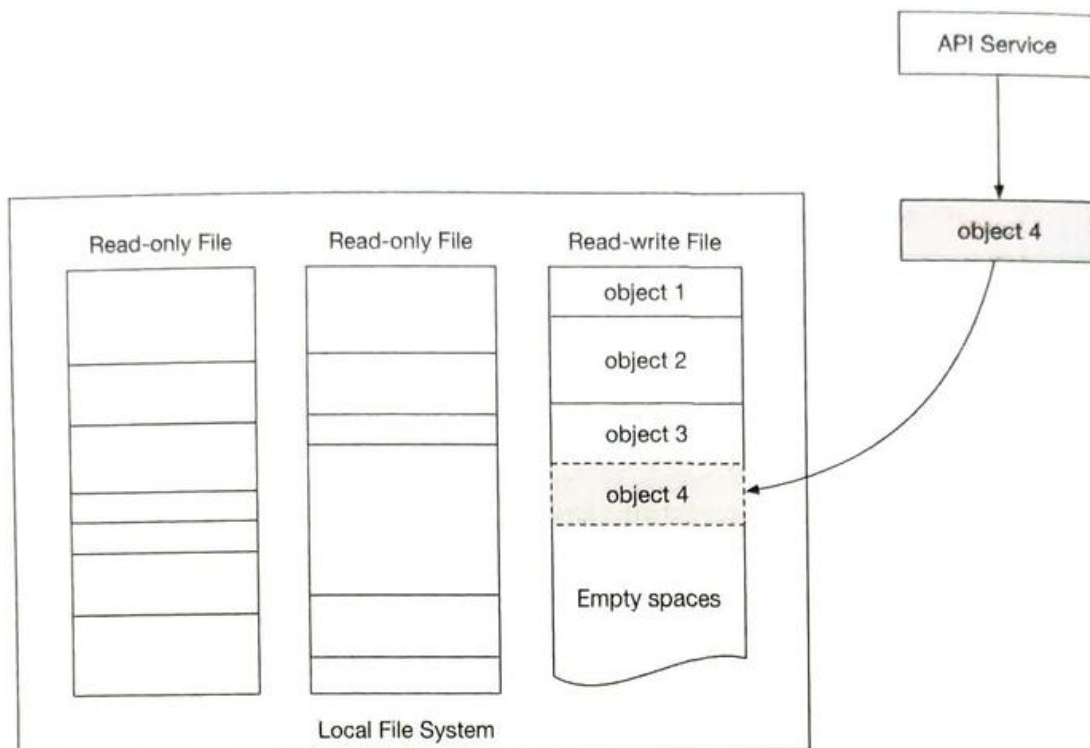 API Service
object 4
Read-only File
Read-only File
Read-write File
object 1
object 2
object 3
object 4
Empty spaces
Local File System